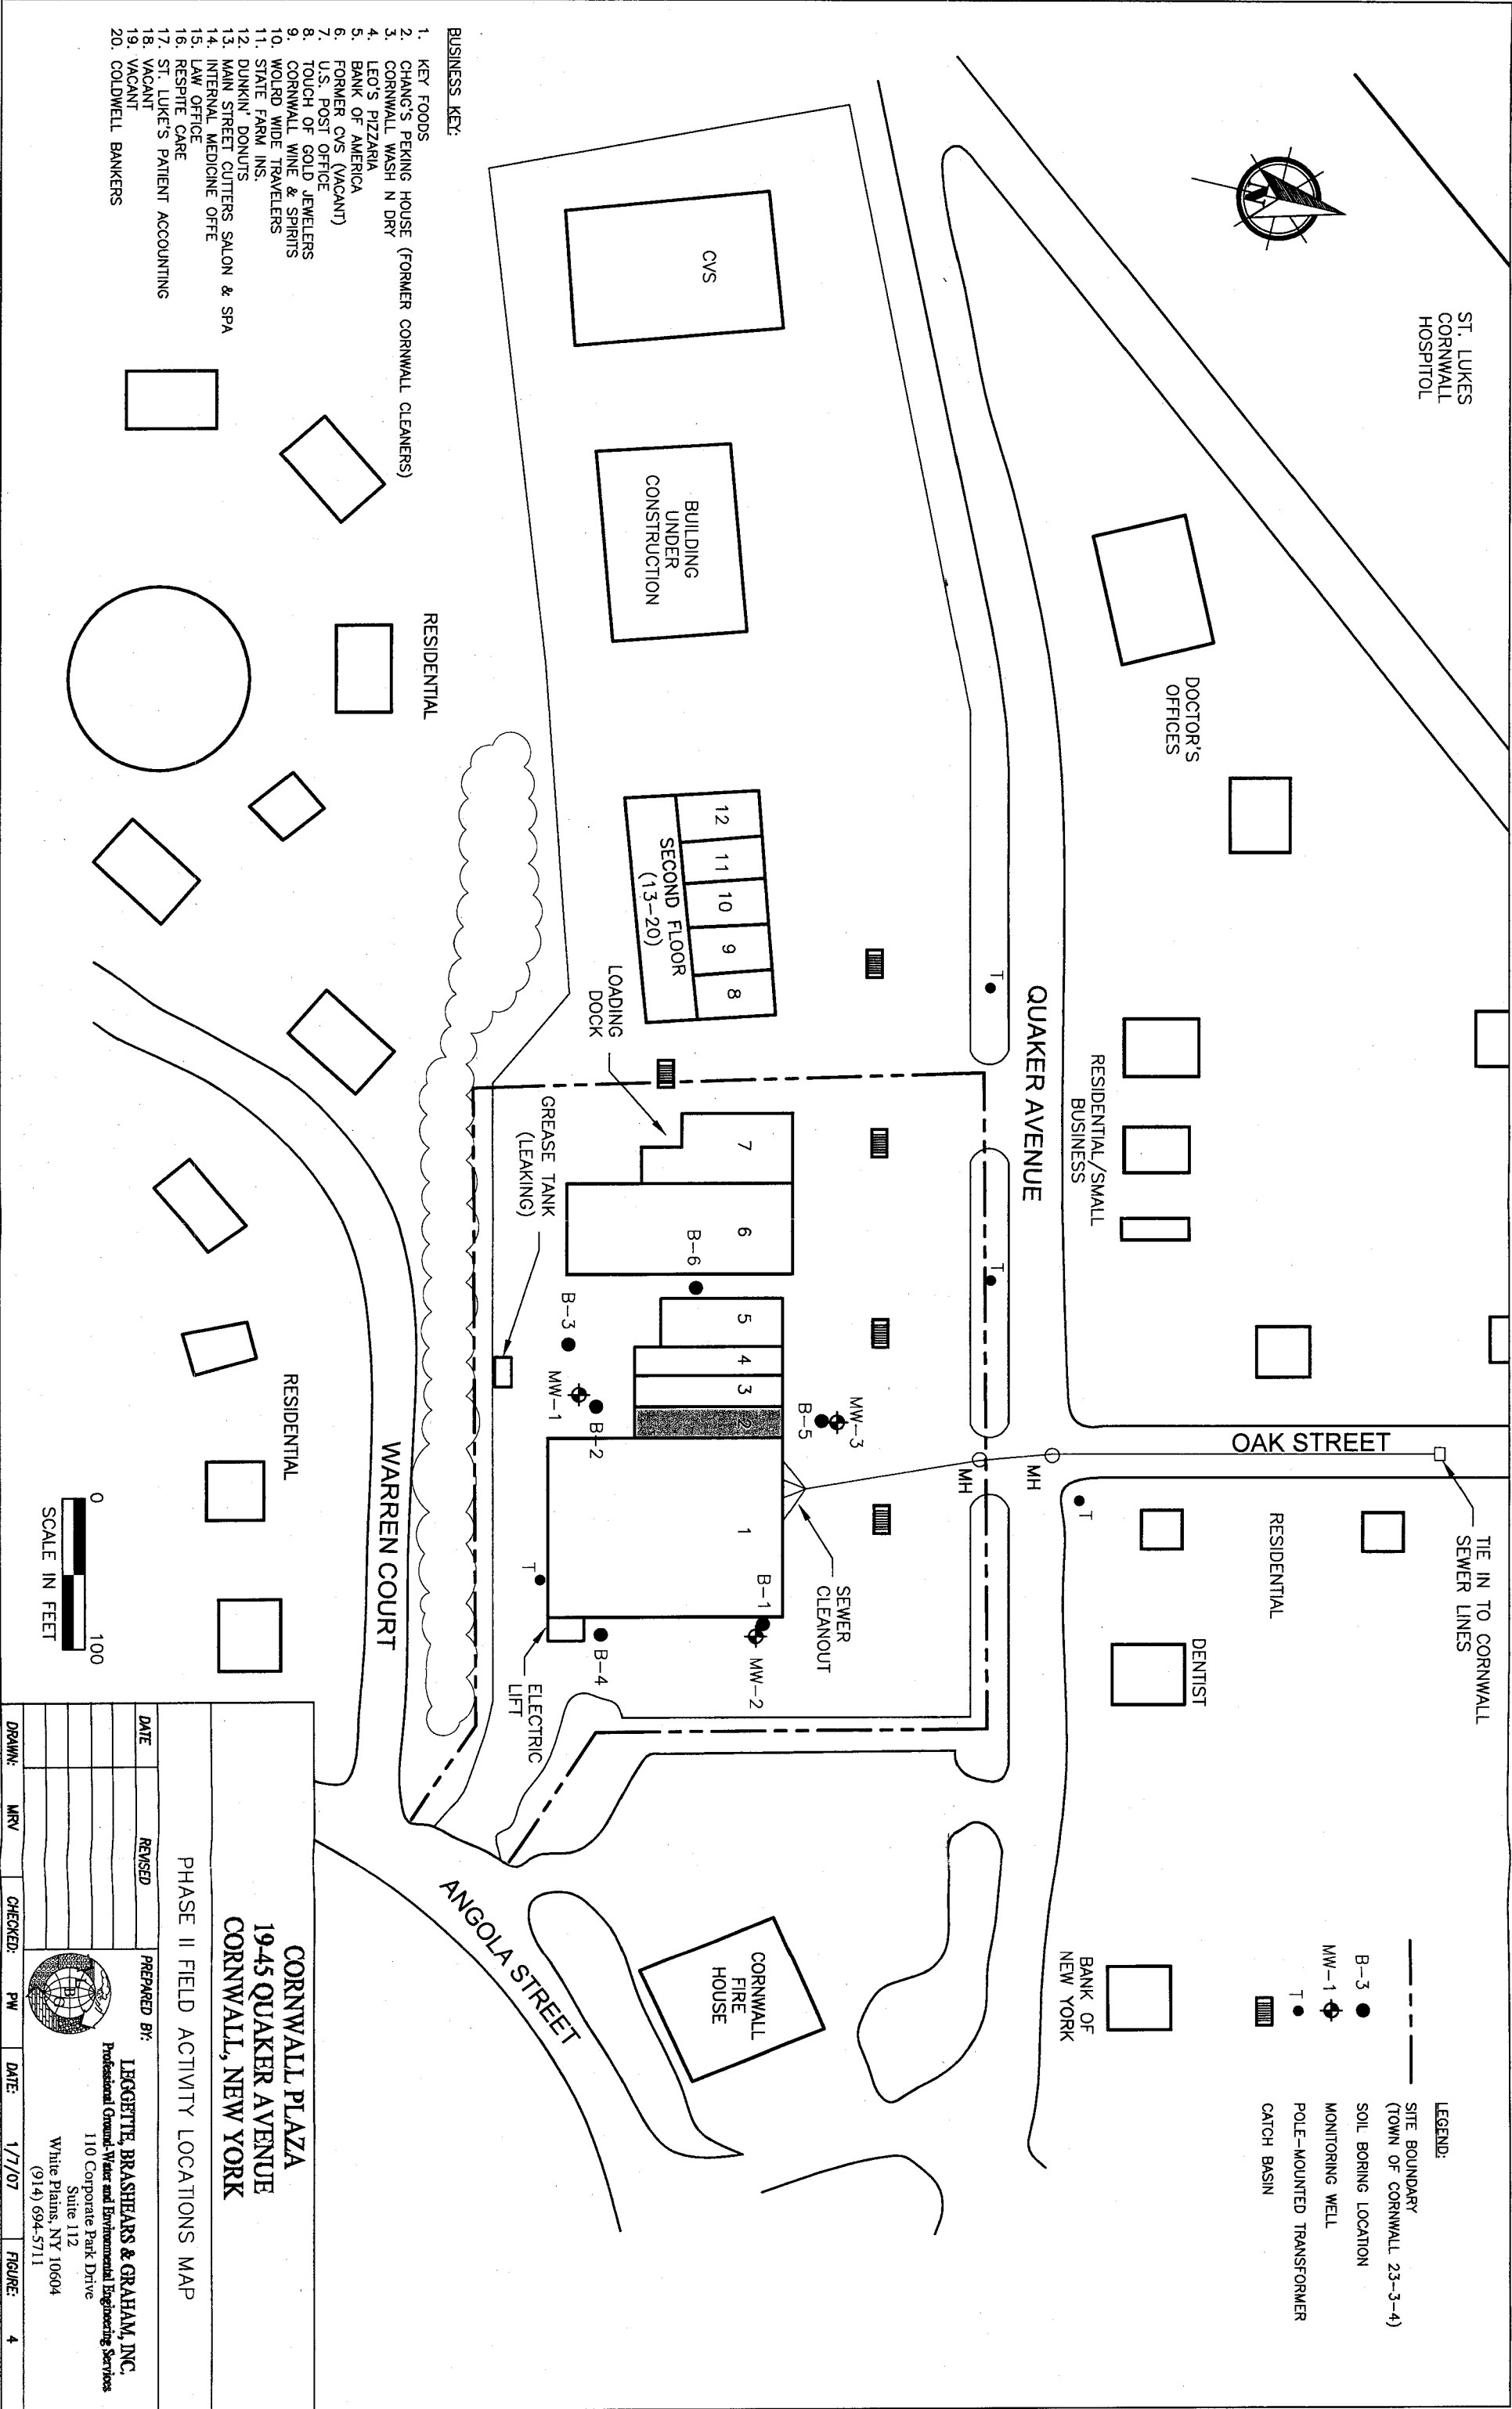 ST. LUKES
CORNWALL
HOSPITOL
DOCTOR'S
OFFICES
RESIDENTIAL/SMALL
BUSINESS
QUAKER AVENUE
OAK STREET
TIE IN TO CORNWALL
SEWER LINES
RESIDENTIAL
DENTIST
BANK OF
NEW YORK
LEGEND:
SITE BOUNDARY
(TOWN OF CORNWALL 23-3-4)
B-3
SOIL BORING LOCATION
MW-1
MONITORING WELL
T
POLE-MOUNTED TRANSFORMER
CATCH BASIN
MH
MH
T
T
T
CVS
BUILDING
UNDER
CONSTRUCTION
12
11
10
9
8
SECOND FLOOR
(13-20)
LOADING
DOCK
7
6
B-6
5
4
3
2
1
MW-3
B-5
SEWER
CLEANOUT
B-1
MW-2
B-3
MW-1
B-2
T
B-4
ELECTRIC
LIFT
GREASE TANK
(LEAKING)
CORNWALL
FIRE
HOUSE
ANGOLA STREET
WARREN COURT
RESIDENTIAL
RESIDENTIAL
BUSINESS KEY:
1. KEY FOODS
2. CHANG'S PEKING HOUSE (FORMER CORNWALL CLEANERS)
3. CORNWALL WASH N DRY
4. LEO'S PIZZARIA
5. BANK OF AMERICA
6. FORMER CVS (VACANT)
7. U.S. POST OFFICE
8. TOUCH OF GOLD JEWELERS
9. CORNWALL WINE & SPIRITS
10. WOLRD WIDE TRAVELERS
11. STATE FARM INS.
12. DUNKIN' DONUTS
13. MAIN STREET CUTTERS SALON & SPA
14. INTERNAL MEDICINE OFFE
15. LAW OFFICE
16. RESPITE CARE
17. ST. LUKE'S PATIENT ACCOUNTING
18. VACANT
19. VACANT
20. COLDWELL BANKERS
0 100
SCALE IN FEET
CORNWALL PLAZA
19-45 QUAKER AVENUE
CORNWALL, NEW YORK
PHASE II FIELD ACTIVITY LOCATIONS MAP
DATE REVISED
PREPARED BY:
LEGGETTE, BRASHEARS & GRAHAM, INC.
Professional Ground-Water and Environmental Engineering Services
110 Corporate Park Drive
Suite 112
White Plains, NY 10604
(914) 694-5711
DRAWN: MRV CHECKED: PW DATE: 1/7/07 FIGURE: 4